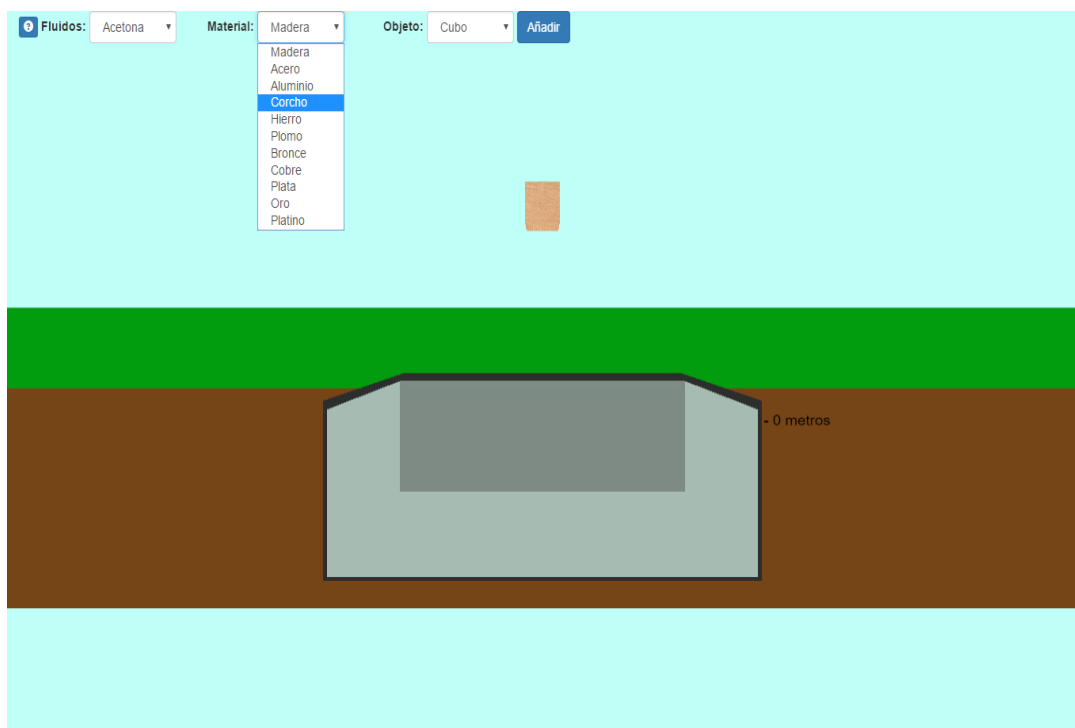 ? Fluidos: Acetona Material: Madera Objeto: Cubo Añadir
Madera
Acero
Aluminio
Corcho
Hierro
Plomo
Bronce
Cobre
Plata
Oro
Platino
- 0 metros